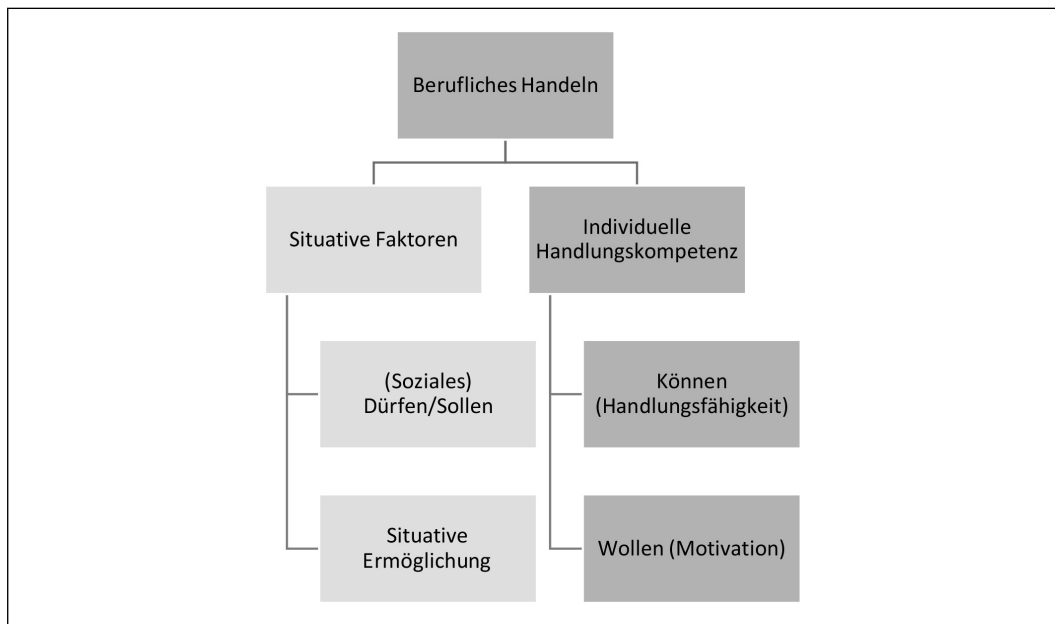 Berufliches Handeln
Situative Faktoren
Individuelle
Handlungskompetenz
(Soziales)
Dürfen/Sollen
Können
(Handlungsfähigkeit)
Situative
Ermöglichung
Wollen (Motivation)